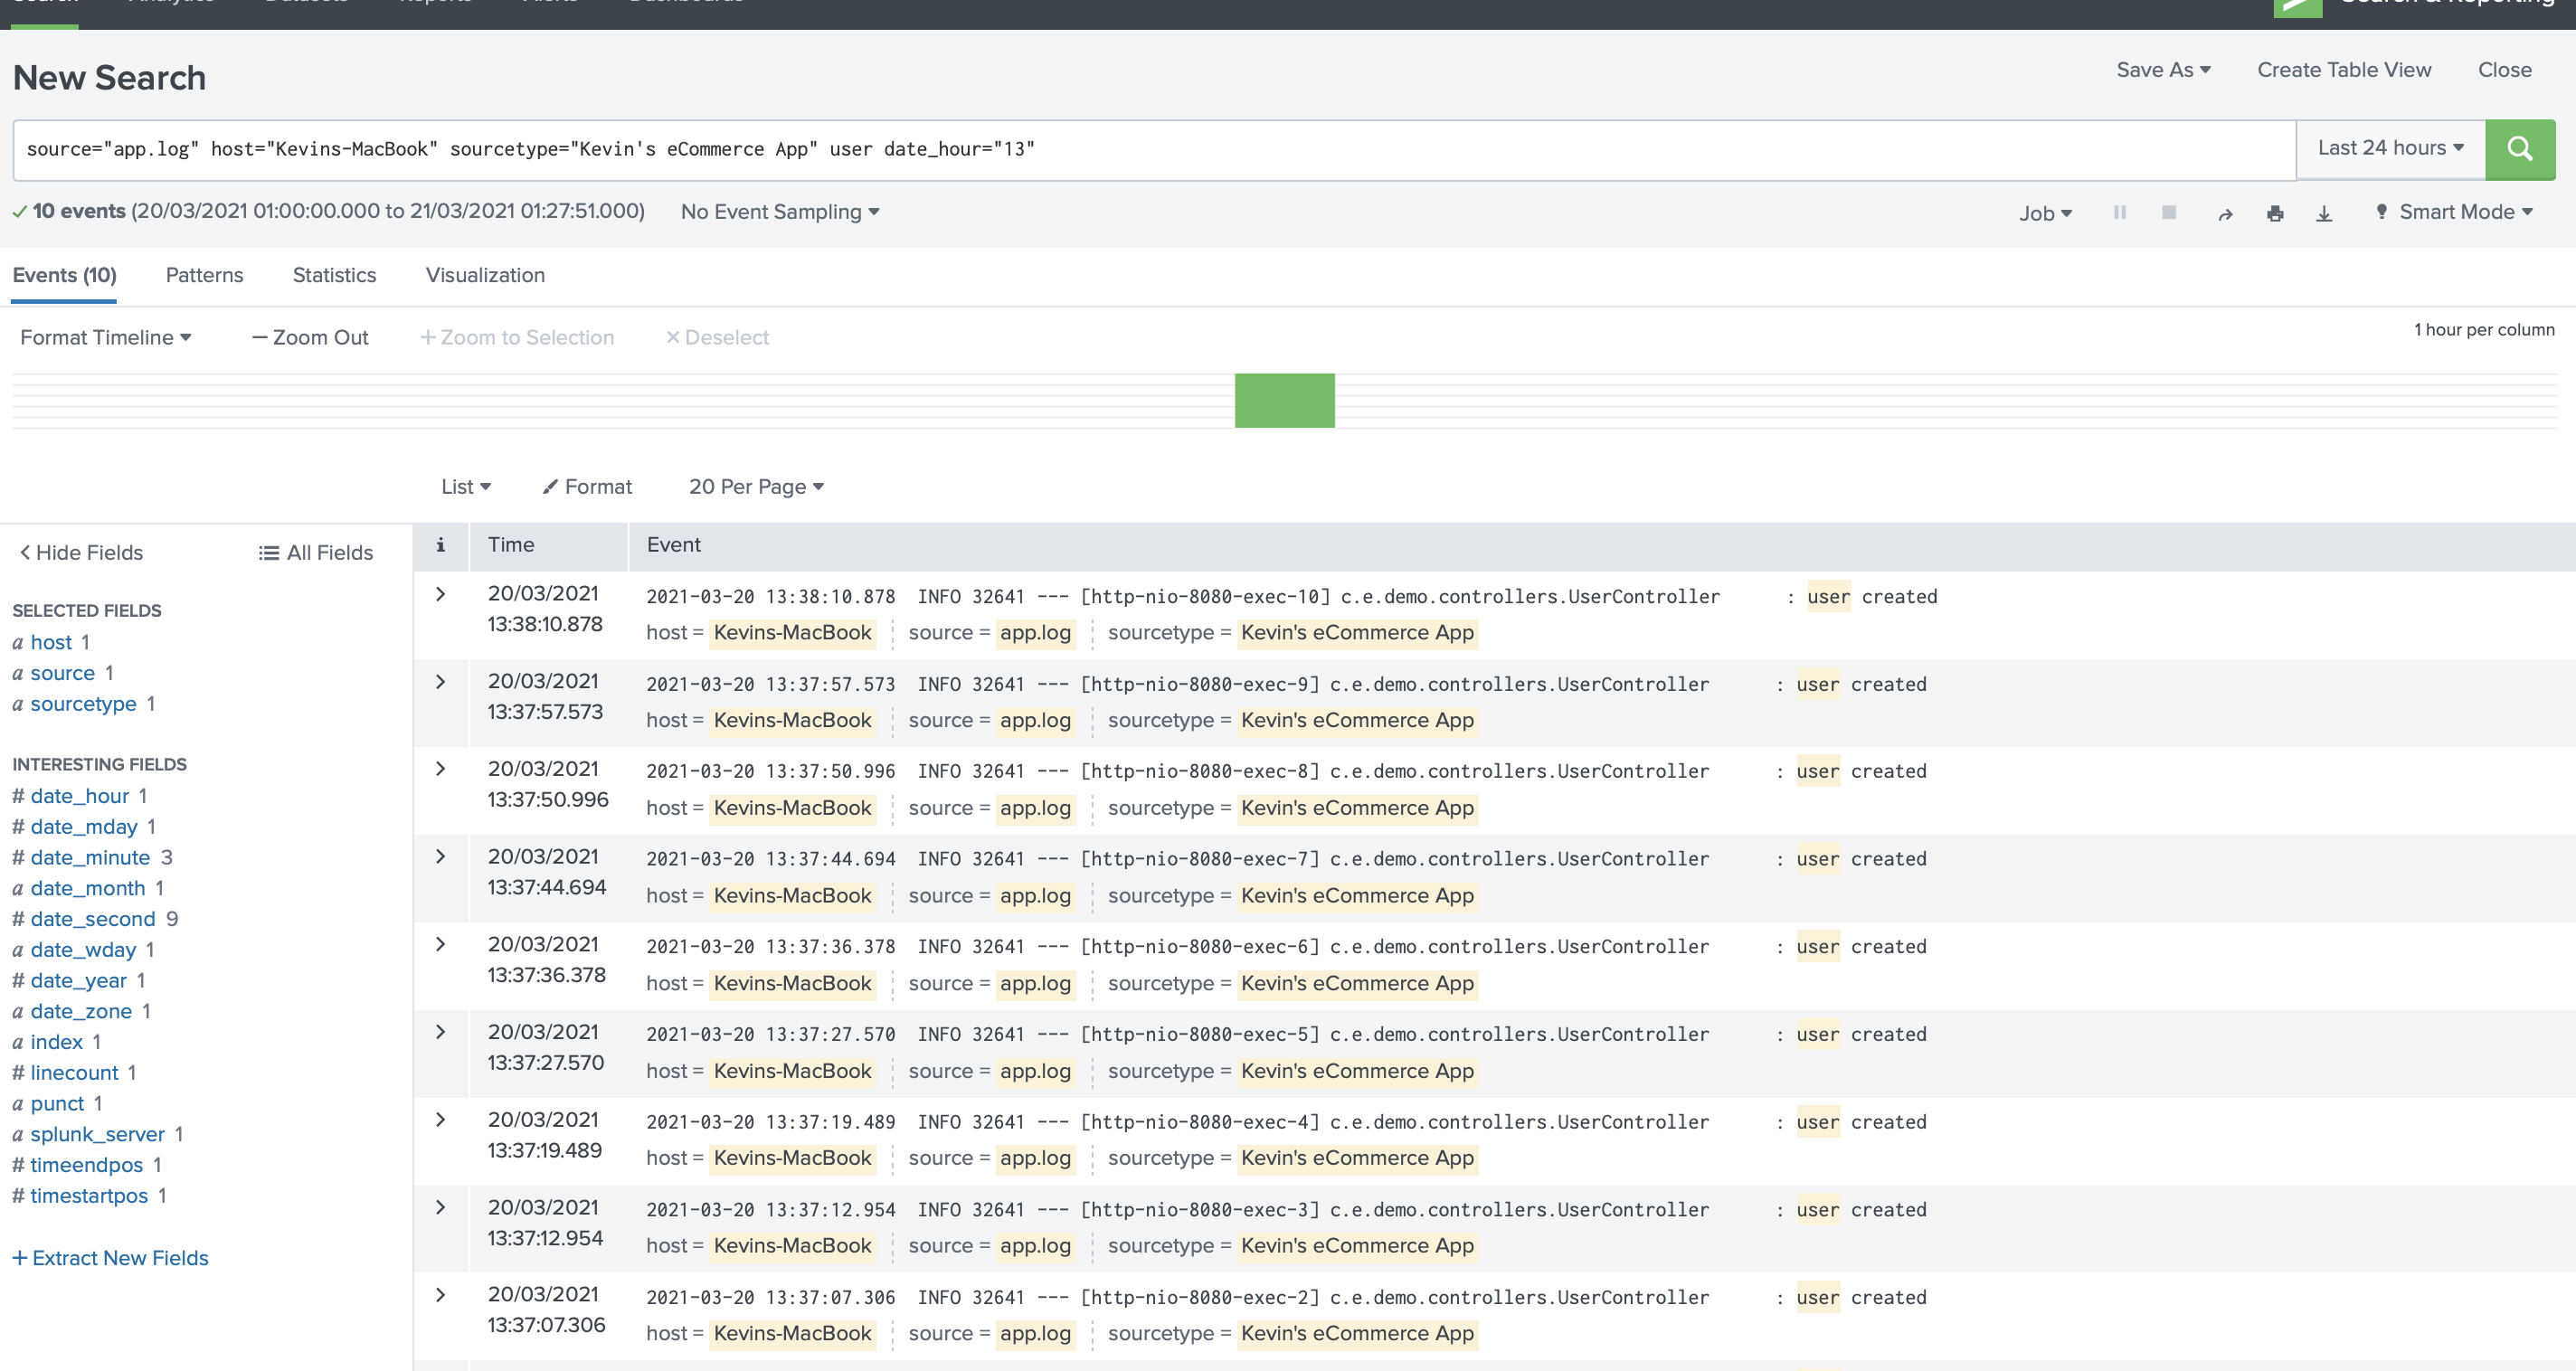 Search Analytics Datasets Reports Alerts Dashboards Search & Reporting
New Search
Save As Create Table View Close
source="app.log" host="Kevins-MacBook" sourcetype="Kevin's eCommerce App" user date_hour="13"
Last 24 hours
10 events (20/03/2021 01:00:00.000 to 21/03/2021 01:27:51.000) No Event Sampling
Job Smart Mode
Events (10) Patterns Statistics Visualization
Format Timeline — Zoom Out + Zoom to Selection × Deselect
1 hour per column
List Format 20 Per Page
< Hide Fields All Fields
SELECTED FIELDS
a host 1
a source 1
a sourcetype 1
INTERESTING FIELDS
# date_hour 1
# date_mday 1
# date_minute 3
a date_month 1
# date_second 9
a date_wday 1
# date_year 1
a date_zone 1
a index 1
# linecount 1
a punct 1
a splunk_server 1
# timeendpos 1
# timestartpos 1
+ Extract New Fields
i Time Event
20/03/2021
13:38:10.878
2021-03-20 13:38:10.878 INFO 32641 --- [http-nio-8080-exec-10] c.e.demo.controllers.UserController : user created
host = Kevins-MacBook source = app.log sourcetype = Kevin's eCommerce App
20/03/2021
13:37:57.573
2021-03-20 13:37:57.573 INFO 32641 --- [http-nio-8080-exec-9] c.e.demo.controllers.UserController : user created
host = Kevins-MacBook source = app.log sourcetype = Kevin's eCommerce App
20/03/2021
13:37:50.996
2021-03-20 13:37:50.996 INFO 32641 --- [http-nio-8080-exec-8] c.e.demo.controllers.UserController : user created
host = Kevins-MacBook source = app.log sourcetype = Kevin's eCommerce App
20/03/2021
13:37:44.694
2021-03-20 13:37:44.694 INFO 32641 --- [http-nio-8080-exec-7] c.e.demo.controllers.UserController : user created
host = Kevins-MacBook source = app.log sourcetype = Kevin's eCommerce App
20/03/2021
13:37:36.378
2021-03-20 13:37:36.378 INFO 32641 --- [http-nio-8080-exec-6] c.e.demo.controllers.UserController : user created
host = Kevins-MacBook source = app.log sourcetype = Kevin's eCommerce App
20/03/2021
13:37:27.570
2021-03-20 13:37:27.570 INFO 32641 --- [http-nio-8080-exec-5] c.e.demo.controllers.UserController : user created
host = Kevins-MacBook source = app.log sourcetype = Kevin's eCommerce App
20/03/2021
13:37:19.489
2021-03-20 13:37:19.489 INFO 32641 --- [http-nio-8080-exec-4] c.e.demo.controllers.UserController : user created
host = Kevins-MacBook source = app.log sourcetype = Kevin's eCommerce App
20/03/2021
13:37:12.954
2021-03-20 13:37:12.954 INFO 32641 --- [http-nio-8080-exec-3] c.e.demo.controllers.UserController : user created
host = Kevins-MacBook source = app.log sourcetype = Kevin's eCommerce App
20/03/2021
13:37:07.306
2021-03-20 13:37:07.306 INFO 32641 --- [http-nio-8080-exec-2] c.e.demo.controllers.UserController : user created
host = Kevins-MacBook source = app.log sourcetype = Kevin's eCommerce App